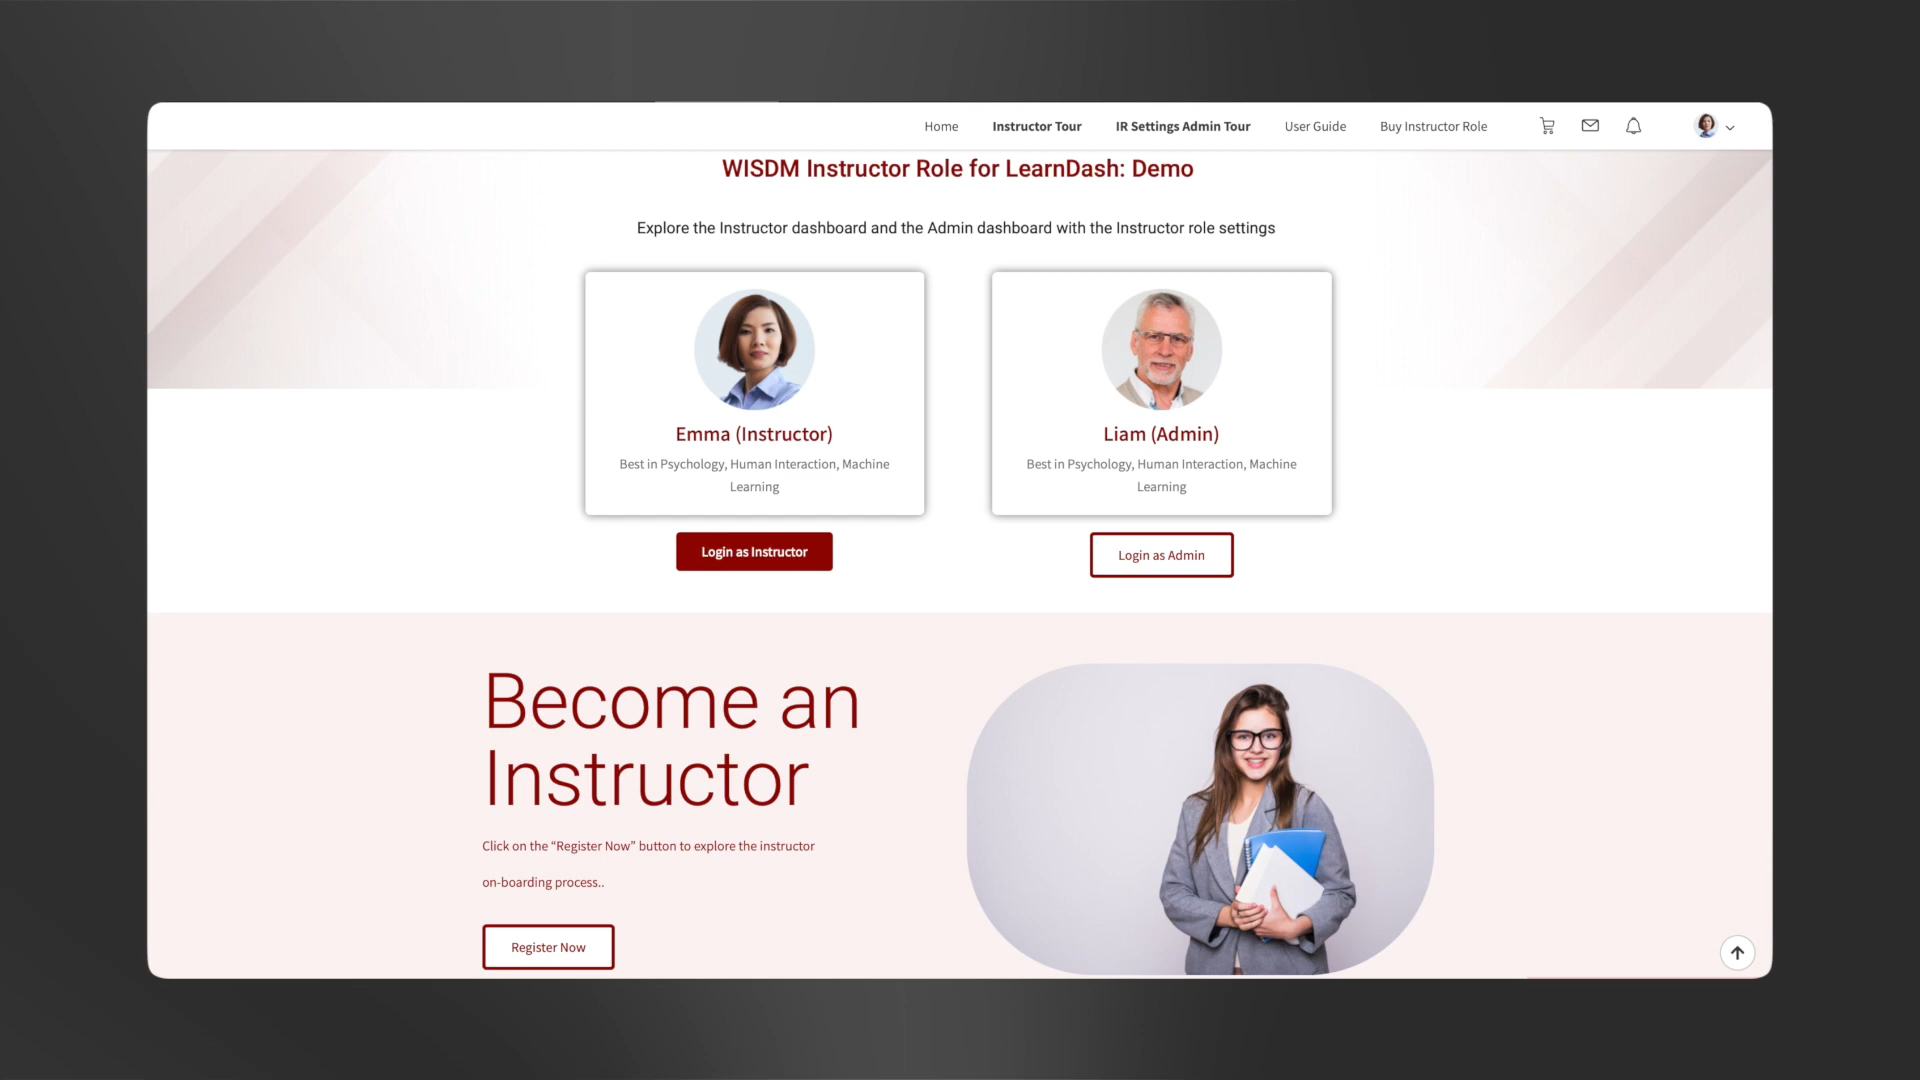 Home Instructor Tour IR Settings Admin Tour User Guide Buy Instructor Role
WISDM Instructor Role for LearnDash: Demo
Explore the Instructor dashboard and the Admin dashboard with the Instructor role settings
Emma (Instructor)
Best in Psychology, Human Interaction, Machine
Learning
Login as Instructor
Liam (Admin)
Best in Psychology, Human Interaction, Machine
Learning
Login as Admin
Become an
Instructor
Click on the “Register Now” button to explore the instructor
on-boarding process..
Register Now